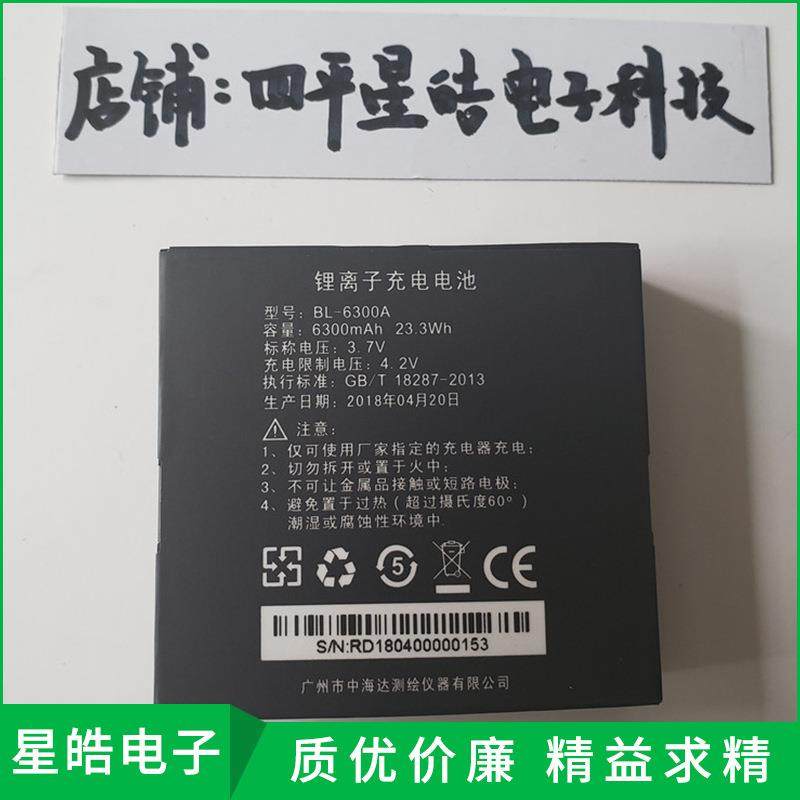 店铺:四平星皓电子科技
锂离子充电电池
型号：BL-6300A
容量：6300mAh 23.3Wh
标称电压：3.7V
充电限制电压：4.2V
执行标准：GB/T 18287-2013
生产日期：2018年04月20日
注意：
1、仅可使用厂家指定的充电器充电;
2、切勿拆开或置于火中;
3、不可让金属品接触或短路电极;
4、避免置于过热(超过摄氏度60°)
潮湿或腐蚀性环境中.
5
CE
S/N:RD180400000153
广州市中海达测绘仪器有限公司
星皓电子
质优价廉 精益求精